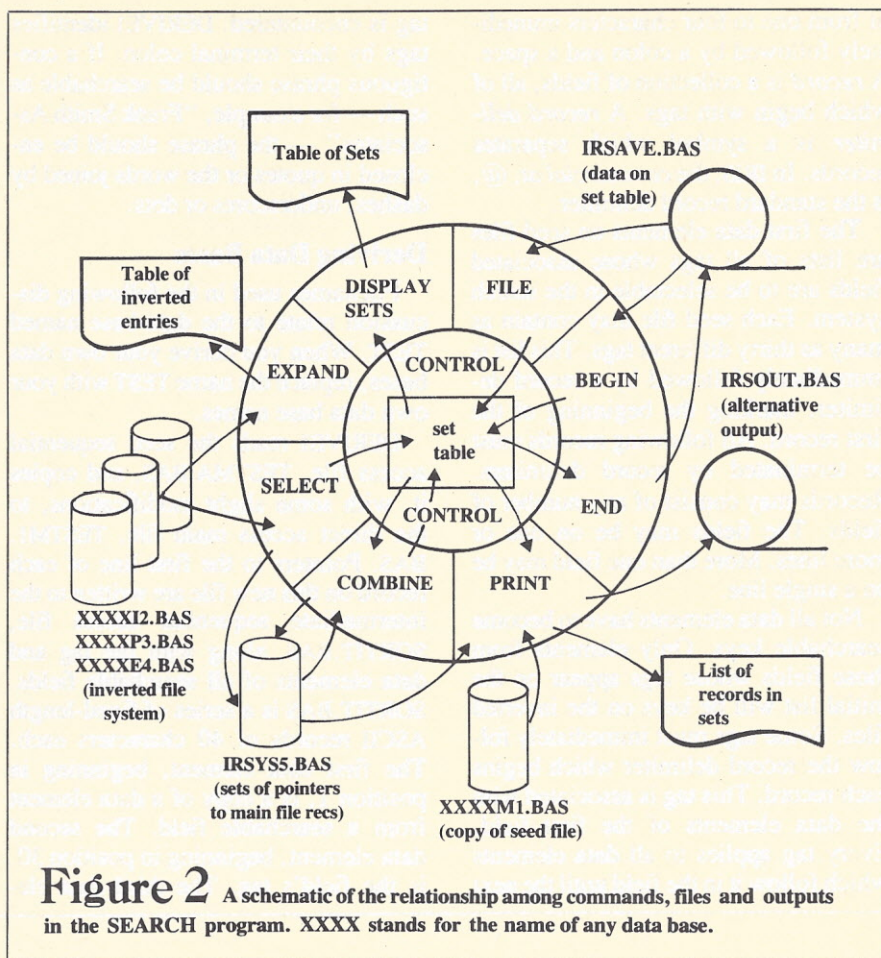 Table of Sets
IRSAVE.BAS
(data on
set table)
Table of
inverted
entries
DISPLAY
SETS
FILE
EXPAND
CONTROL
BEGIN
IRSOUT.BAS
(alternative
output)
set
table
SELECT
CONTROL
END
COMBINE
PRINT
XXXXI2.BAS
XXXXP3.BAS
XXXXE4.BAS
(inverted file
system)
List of
records in
sets
IRSYS5.BAS
(sets of pointers
to main file recs)
XXXXM1.BAS
(copy of seed file)
Figure 2 A schematic of the relationship among commands, files and outputs
in the SEARCH program. XXXX stands for the name of any data base.